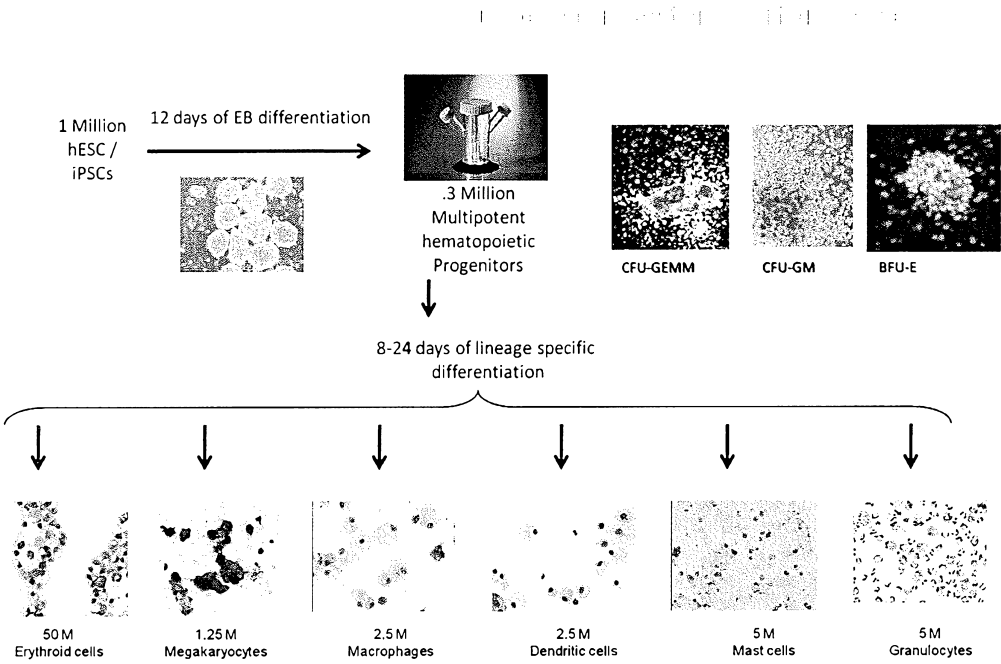 1 Million
hESC /
iPSCs
12 days of EB differentiation
.3 Million
Multipotent
hematopoietic
Progenitors
CFU-GEMM
CFU-GM
BFU-E
8-24 days of lineage specific
differentiation
50 M
Erythroid cells
1.25 M
Megakaryocytes
2.5 M
Macrophages
2.5 M
Dendritic cells
5 M
Mast cells
5 M
Granulocytes